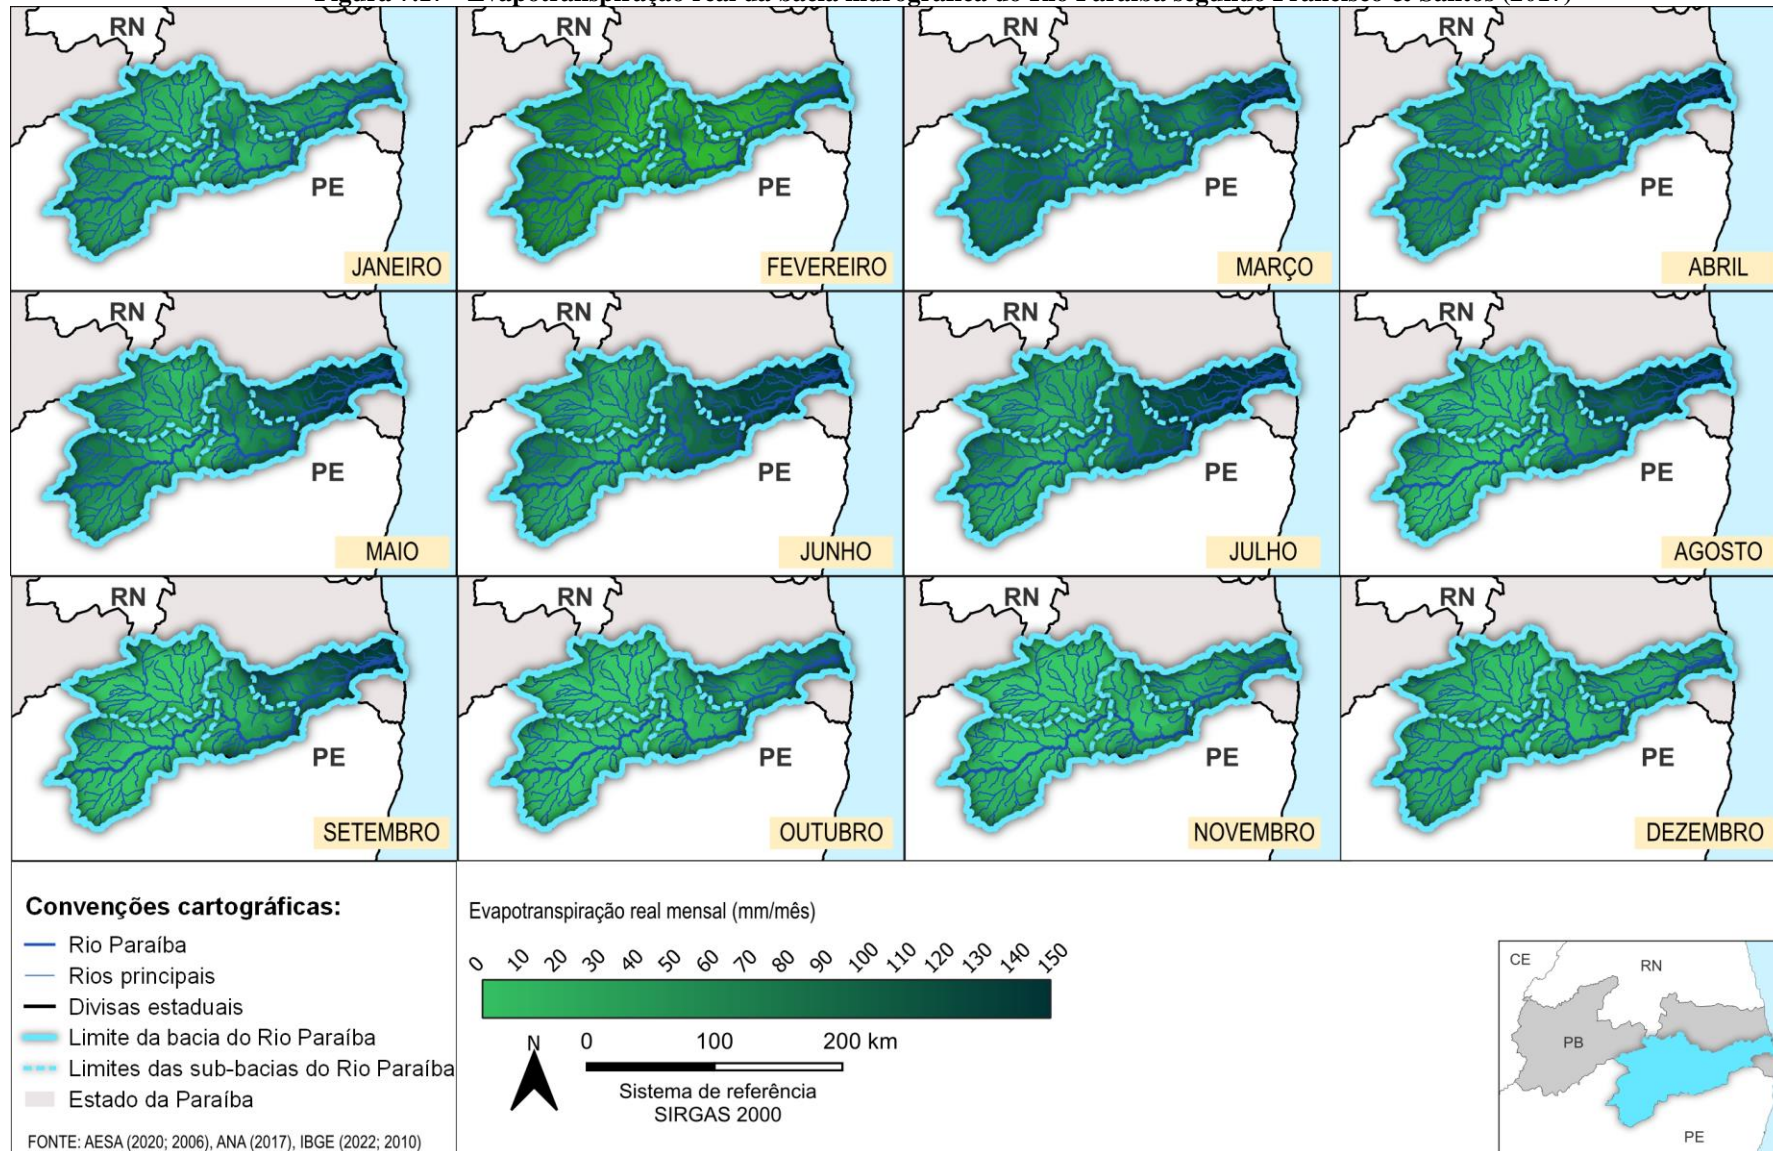 RN
PE
JANEIRO
RN
PE
FEVEREIRO
RN
PE
MARÇO
RN
PE
ABRIL
RN
PE
MAIO
RN
PE
JUNHO
RN
PE
JULHO
RN
PE
AGOSTO
RN
PE
SETEMBRO
RN
PE
OUTUBRO
RN
PE
NOVEMBRO
RN
PE
DEZEMBRO
Convenções cartográficas:
Rio Paraíba
Rios principais
Divisas estaduais
Limite da bacia do Rio Paraíba
Limites das sub-bacias do Rio Paraíba
Estado da Paraíba
FONTE: AESA (2020; 2006), ANA (2017), IBGE (2022; 2010)
Evapotranspiração real mensal (mm/mês)
0 10 20 30 40 50 60 70 80 90 100 110 120 130 140 150
N
0 100 200 km
Sistema de referência
SIRGAS 2000
CE
RN
PB
PE